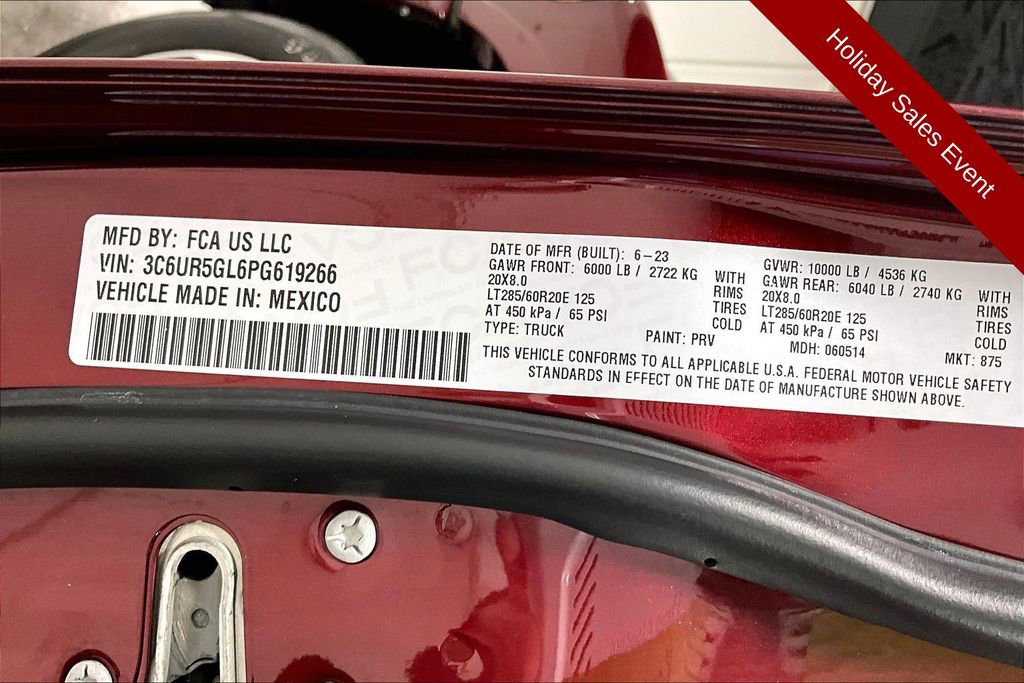 Holiday Sales Event
MFD BY: FCA US LLC
VIN: 3C6UR5GL6PG619266
VEHICLE MADE IN: MEXICO
DATE OF MFR (BUILT): 6-23
GAWR FRONT: 6000 LB / 2722 KG
20X8.0
LT285/60R20E 125
AT 450 kPa / 65 PSI
TYPE: TRUCK
WITH
RIMS
TIRES
COLD
PAINT: PRV
GVWR: 10000 LB / 4536 KG
GAWR REAR: 6040 LB / 2740 KG
20X8.0
LT285/60R20E 125
AT 450 kPa / 65 PSI
MDH: 060514
WITH
RIMS
TIRES
COLD
MKT: 875
THIS VEHICLE CONFORMS TO ALL APPLICABLE U.S.A. FEDERAL MOTOR VEHICLE SAFETY
STANDARDS IN EFFECT ON THE DATE OF MANUFACTURE SHOWN ABOVE.